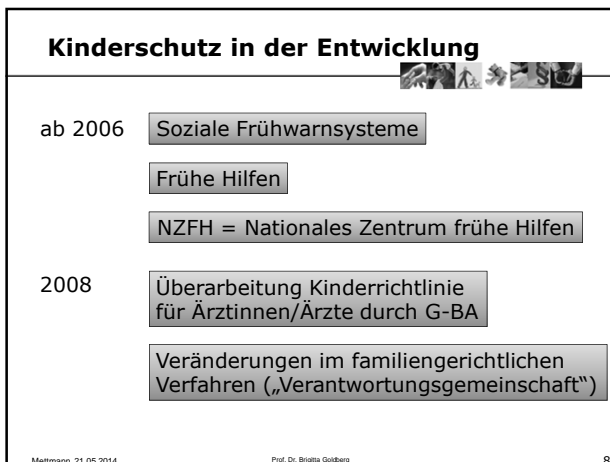 Kinderschutz in der Entwicklung
§
ab 2006 Soziale Frühwarnsysteme
Frühe Hilfen
NZFH = Nationales Zentrum frühe Hilfen
2008 Überarbeitung Kinderrichtlinie
für Ärztinnen/Ärzte durch G-BA
Veränderungen im familiengerichtlichen
Verfahren („Verantwortungsgemeinschaft“)
Mettmann, 21.05.2014 Prof. Dr. Brigitta Goldberg 8